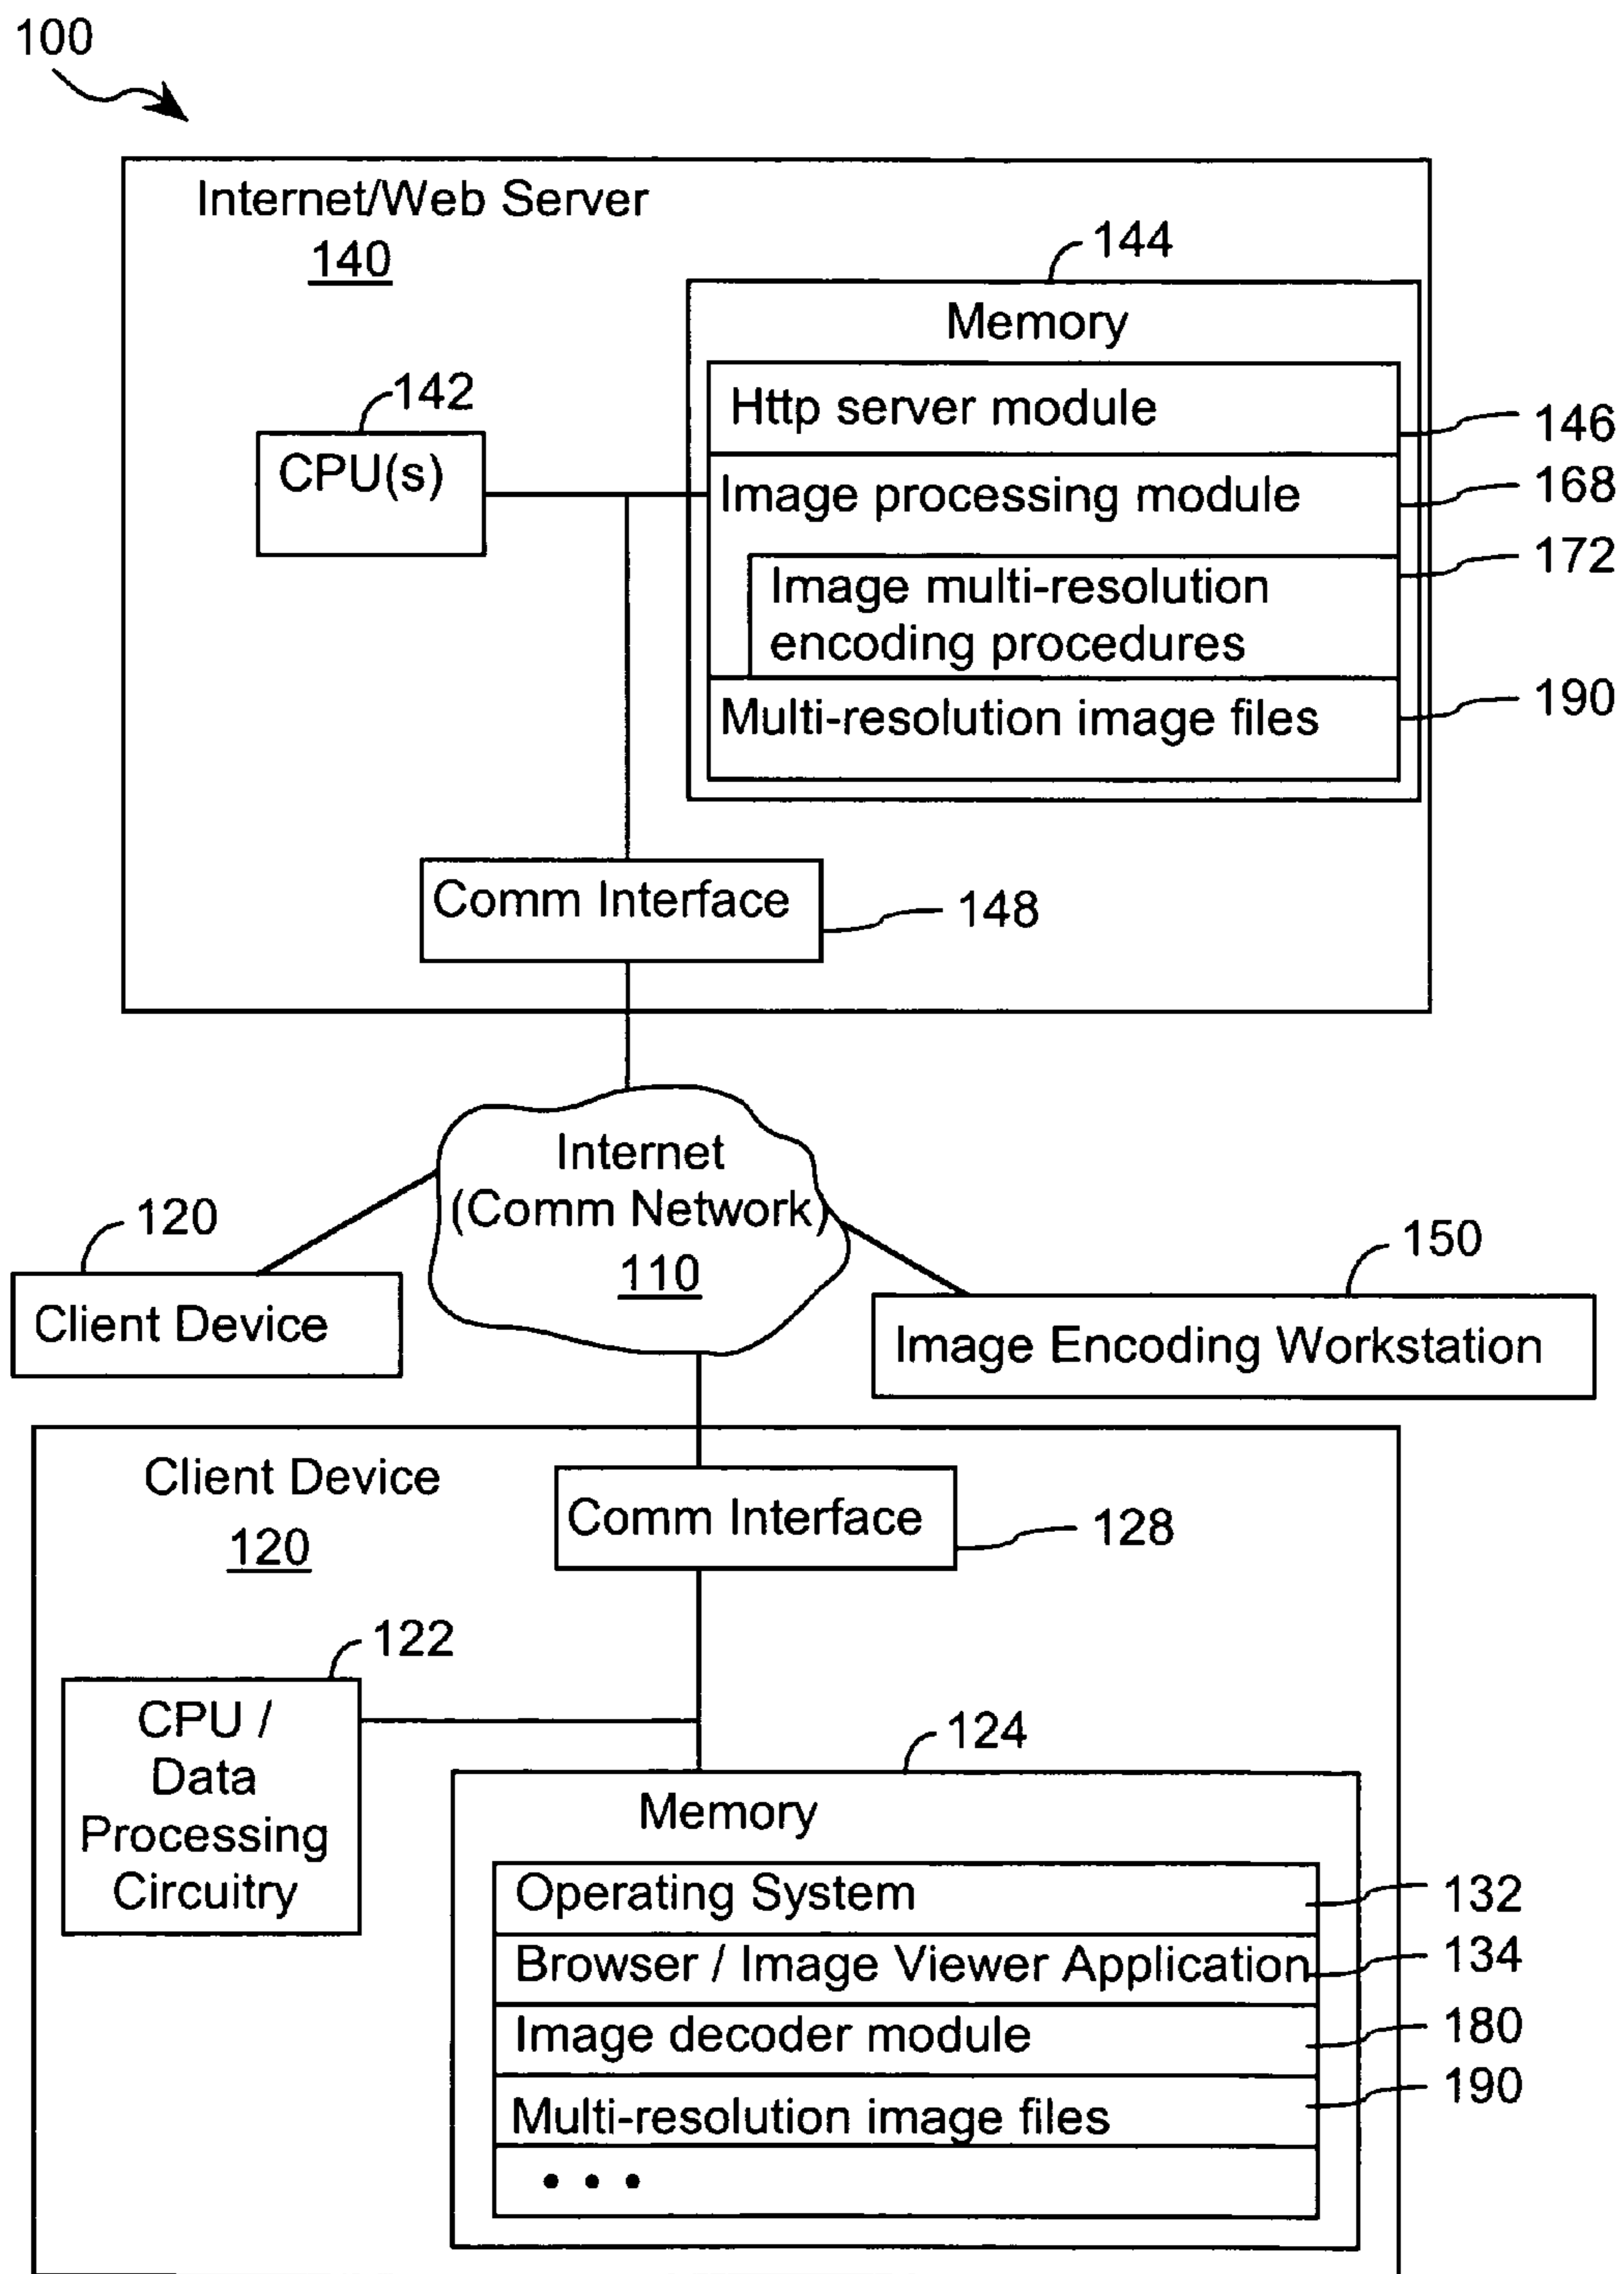 100
Internet/Web Server
140
144
Memory
142
CPU(s)
Http server module
146
Image processing module
168
172
Image multi-resolution
encoding procedures
190
Multi-resolution image files
Comm Interface
148
Internet
(Comm Network)
110
120
Client Device
150
Image Encoding Workstation
Client Device
120
Comm Interface
128
122
CPU /
Data
Processing
Circuitry
124
Memory
Operating System
132
Browser / Image Viewer Application
134
Image decoder module
180
190
Multi-resolution image files
• • •